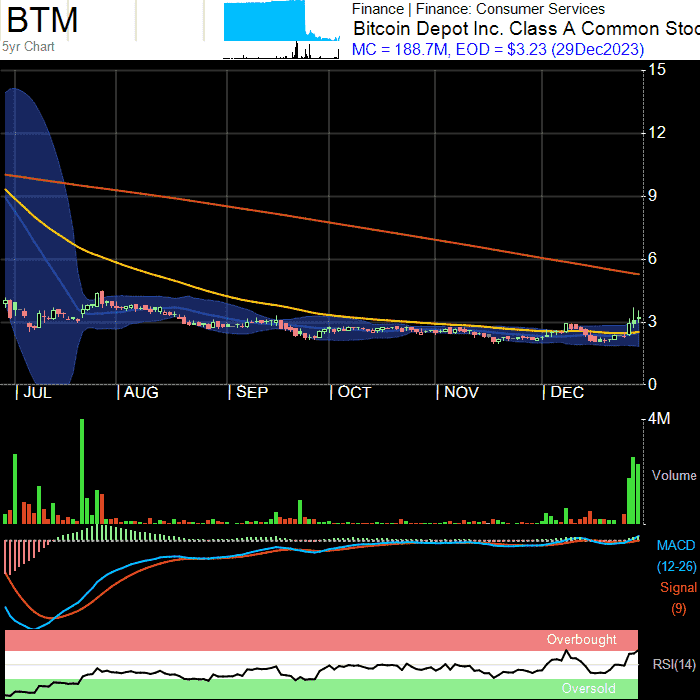 BTM
5yr Chart
Finance | Finance: Consumer Services
Bitcoin Depot Inc. Class A Common Stoc
MC = 188.7M, EOD = $3.23 (29Dec2023)
15
12
9
6
3
0
JUL AUG SEP OCT NOV DEC
4M
Volume
MACD
(12-26)
Signal
(9)
Overbought
RSI(14)
Oversold